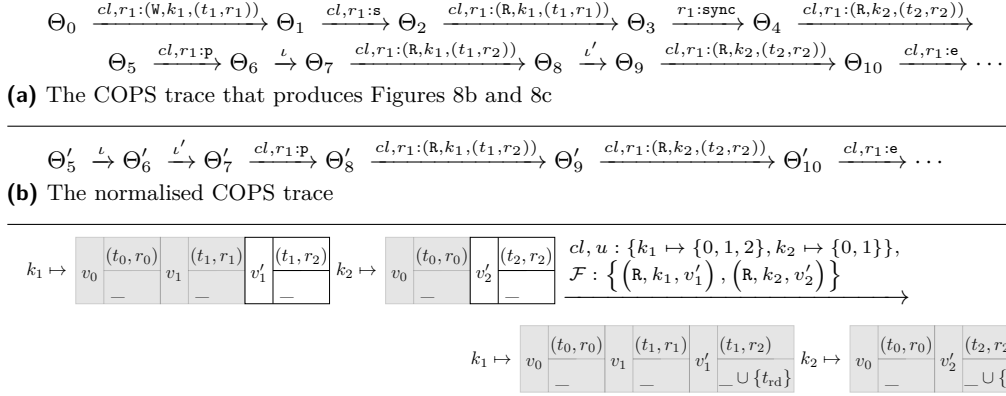 Θ₀ —cl,r₁:(W,k₁,(t₁,r₁))→ Θ₁ —cl,r₁:s→ Θ₂ —cl,r₁:(R,k₁,(t₁,r₁))→ Θ₃ —r₁:sync→ Θ₄ —cl,r₁:(R,k₂,(t₂,r₂))→
Θ₅ —cl,r₁:p→ Θ₆ —ι→ Θ₇ —cl,r₁:(R,k₁,(t₁,r₂))→ Θ₈ —ι′→ Θ₉ —cl,r₁:(R,k₂,(t₂,r₂))→ Θ₁₀ —cl,r₁:e→ ⋯
(a) The COPS trace that produces Figures 8b and 8c
Θ′₅ —ι→ Θ′₆ —ι′→ Θ′₇ —cl,r₁:p→ Θ′₈ —cl,r₁:(R,k₁,(t₁,r₂))→ Θ′₉ —cl,r₁:(R,k₂,(t₂,r₂))→ Θ′₁₀ —cl,r₁:e→ ⋯
(b) The normalised COPS trace
k₁ ↦ v₀ (t₀, r₀) _ v₁ (t₁, r₁) _ v′₁ (t₁, r₂) _ k₂ ↦ v₀ (t₀, r₀) _ v′₂ (t₂, r₂) _ cl, u : {k₁ ↦ {0, 1, 2}, k₂ ↦ {0, 1}},
ℱ : {(R, k₁, v′₁), (R, k₂, v′₂)}
k₁ ↦ v₀ (t₀, r₀) _ v₁ (t₁, r₁) _ v′₁ (t₁, r₂) _ ∪ {t_rd} k₂ ↦ v₀ (t₀, r₀) _ v′₂ (t₂, r₂ _ ∪ {